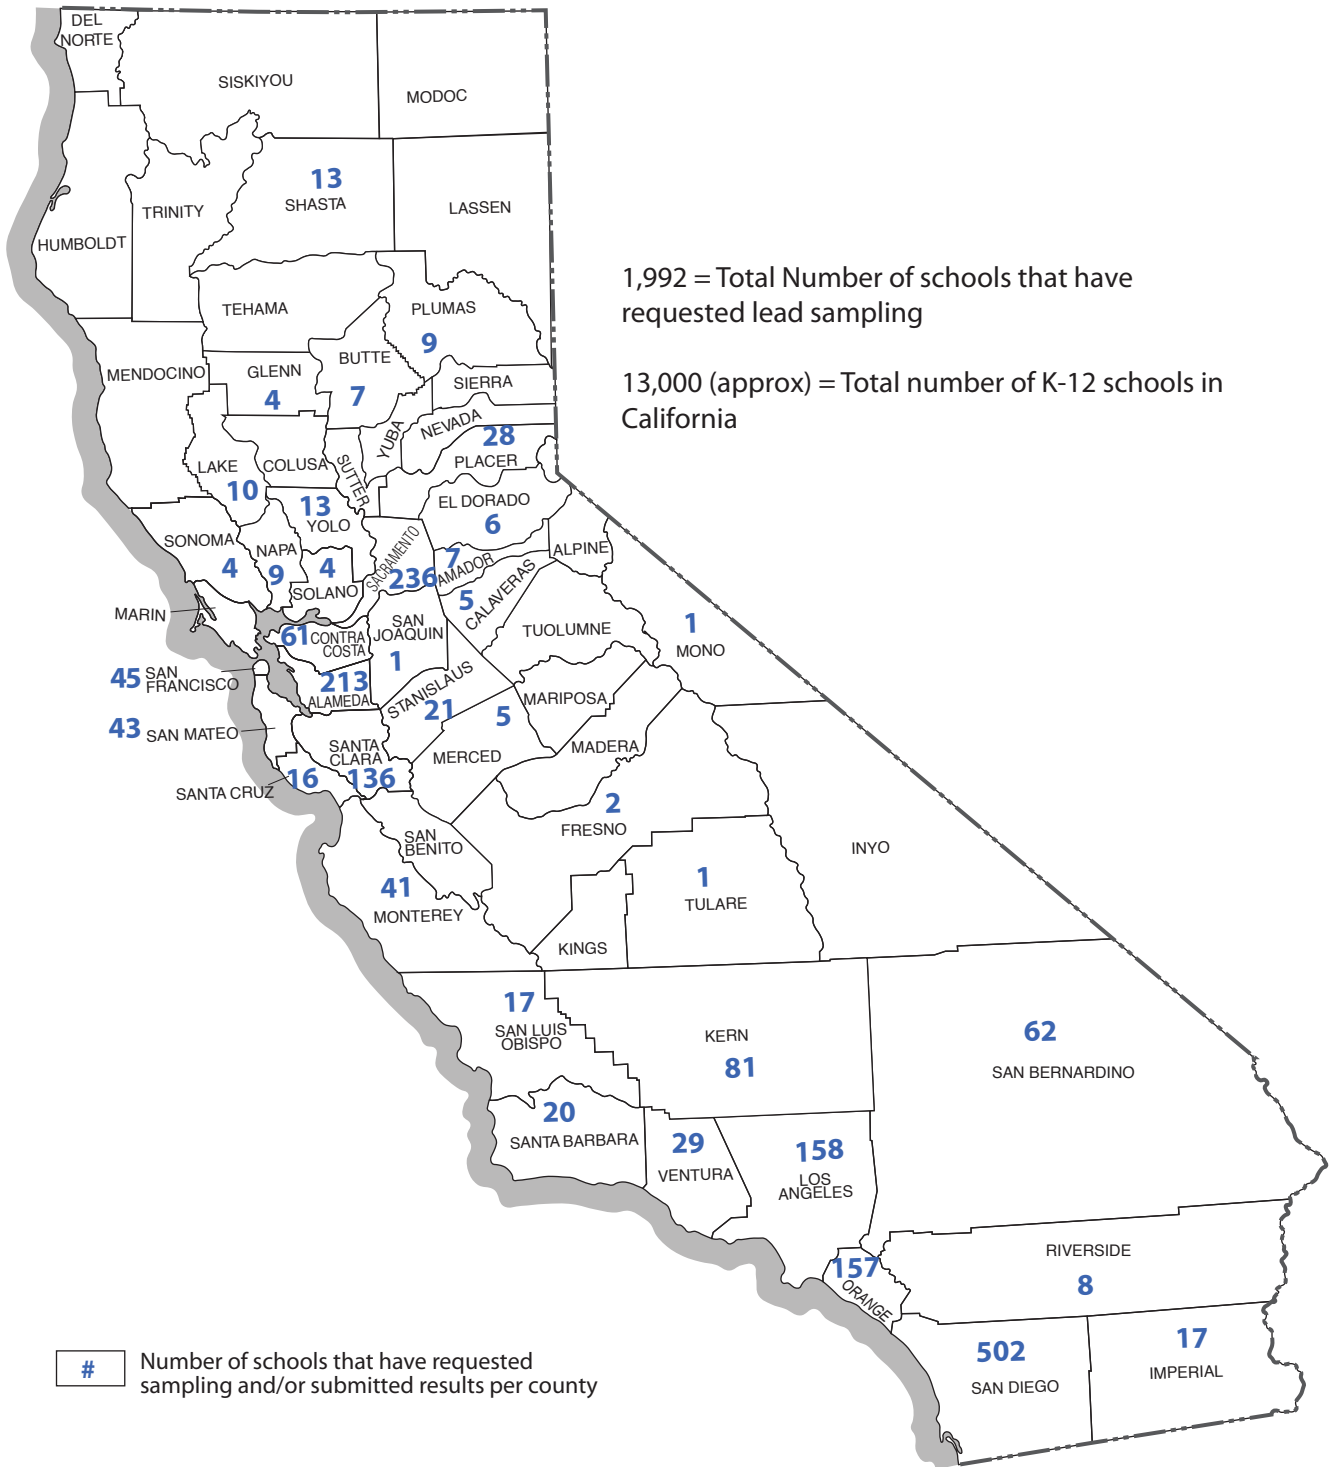 DEL
NORTE
SISKIYOU
MODOC
13
SHASTA
TRINITY
LASSEN
HUMBOLDT
1,992 = Total Number of schools that have
requested lead sampling
TEHAMA
PLUMAS
9
BUTTE
7
MENDOCINO
GLENN
4
SIERRA
13,000 (approx) = Total number of K-12 schools in
California
NEVADA
YUBA
28
PLACER
LAKE
10
COLUSA
SUTTER
EL DORADO
6
13
YOLO
SONOMA
4
NAPA
9
4
SOLANO
SACRAMENTO
236
7
AMADOR
ALPINE
5
CALAVERAS
MARIN
61
CONTRA
COSTA
SAN
JOAQUIN
1
TUOLUMNE
1
MONO
45
SAN
FRANCISCO
213
ALAMEDA
STANISLAUS
21
5
MERCED
MARIPOSA
43
SAN MATEO
SANTA
CLARA
136
MADERA
16
SANTA CRUZ
2
FRESNO
SAN
BENITO
INYO
41
MONTEREY
1
TULARE
KINGS
17
SAN LUIS
OBISPO
KERN
81
62
SAN BERNARDINO
20
SANTA BARBARA
29
VENTURA
158
LOS
ANGELES
157
ORANGE
RIVERSIDE
8
502
SAN DIEGO
17
IMPERIAL
#
Number of schools that have requested
sampling and/or submitted results per county